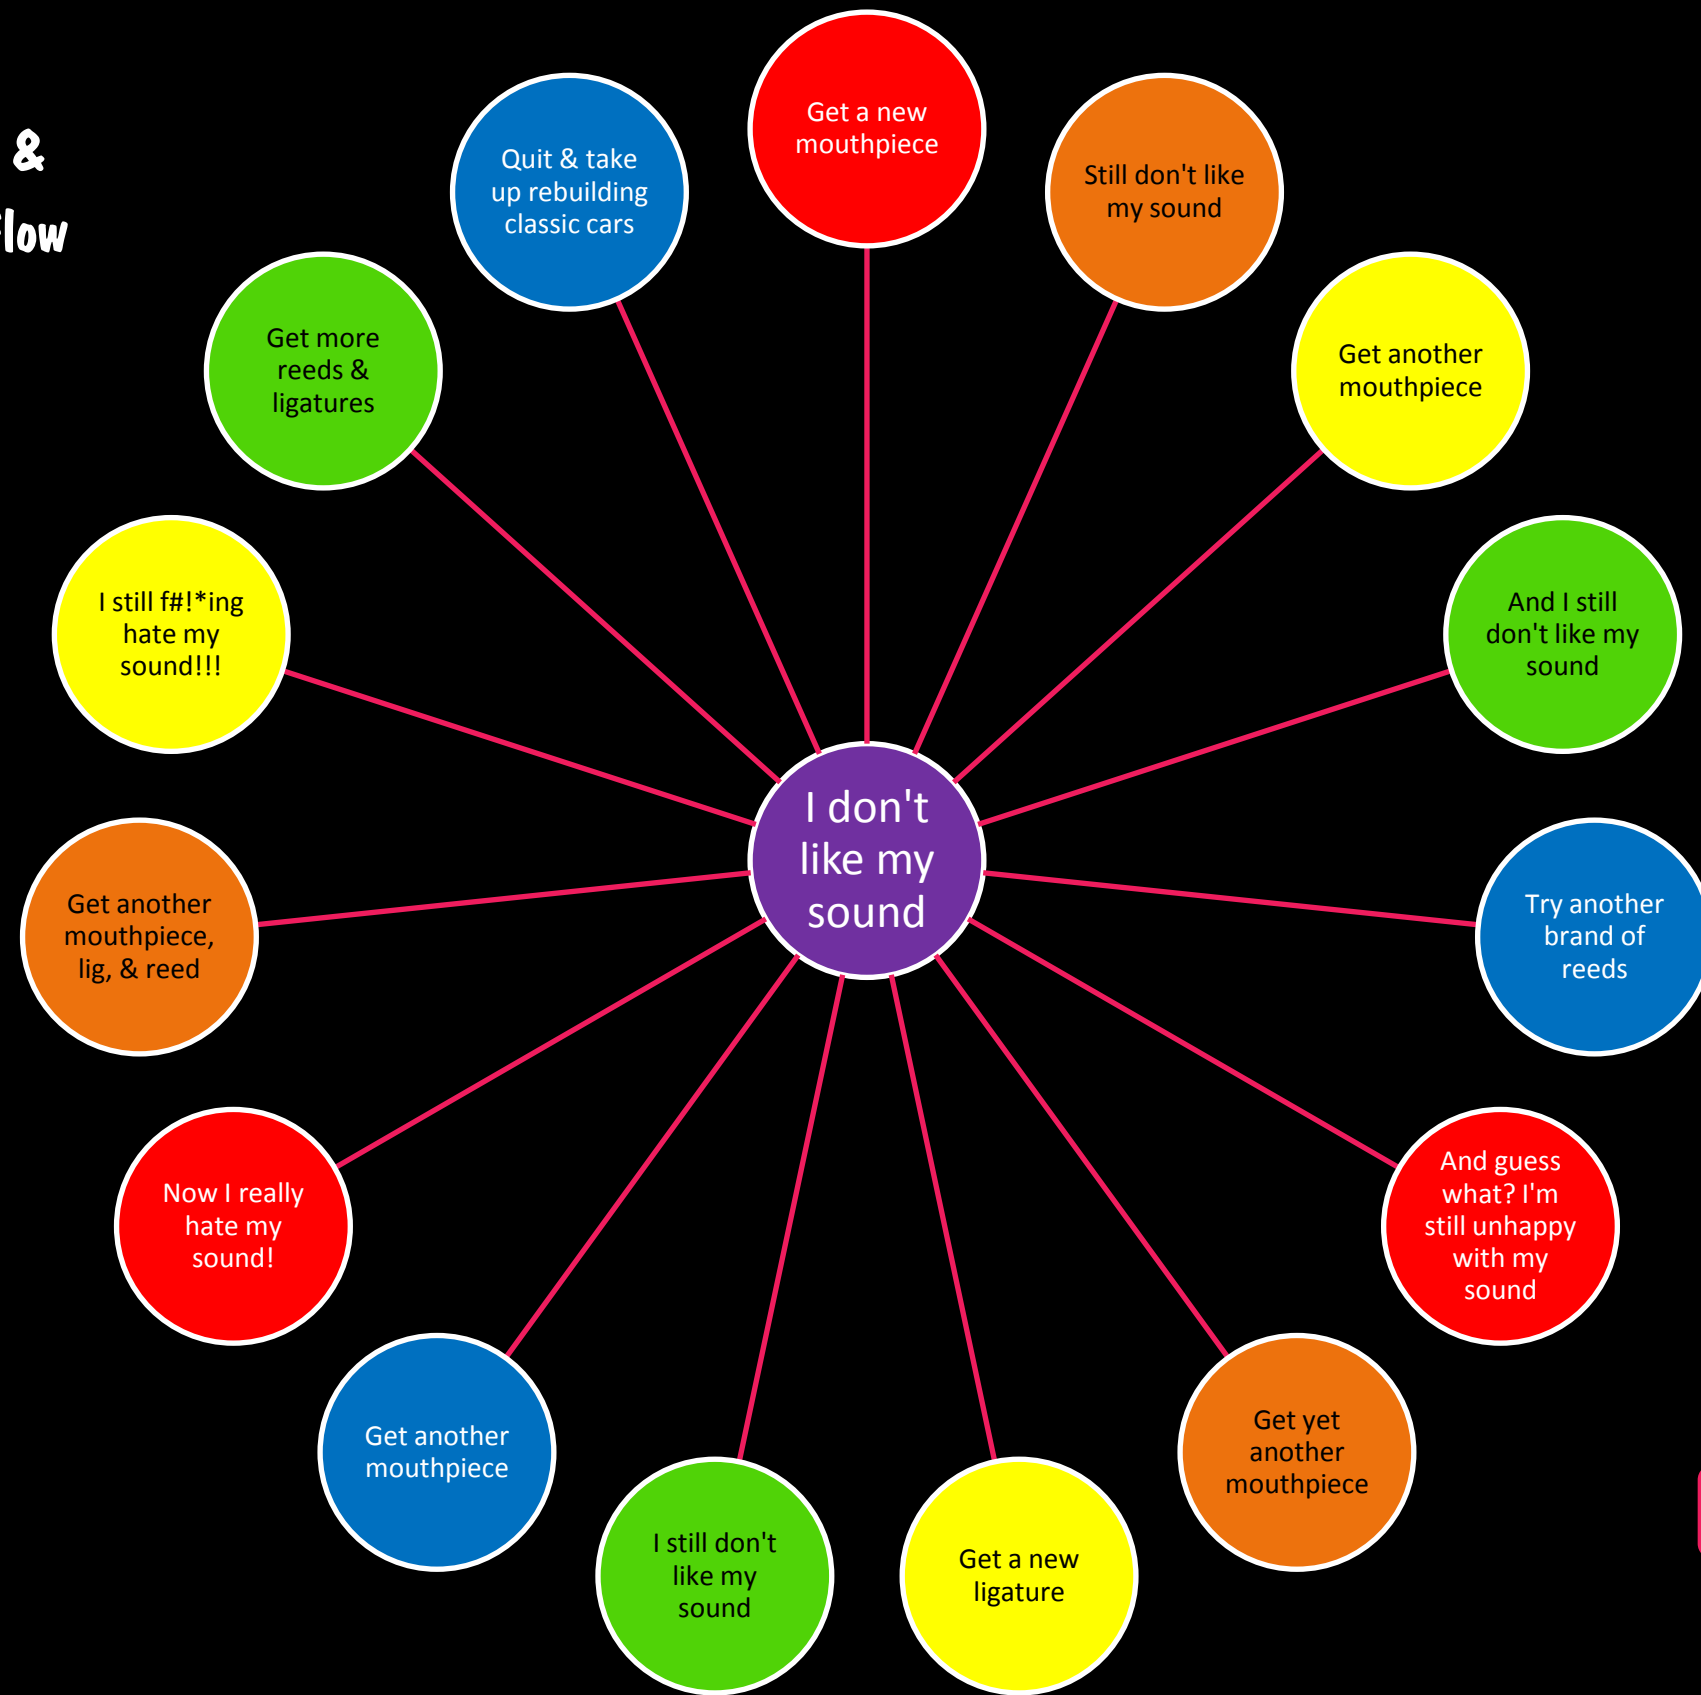 &
Flow
I don't
like my
sound
Get a new
mouthpiece
Still don't like
my sound
Get another
mouthpiece
And I still
don't like my
sound
Try another
brand of
reeds
And guess
what? I'm
still unhappy
with my
sound
Get yet
another
mouthpiece
Get a new
ligature
I still don't
like my
sound
Get another
mouthpiece
Now I really
hate my
sound!
Get another
mouthpiece,
lig, & reed
I still f#!*ing
hate my
sound!!!
Get more
reeds &
ligatures
Quit & take
up rebuilding
classic cars